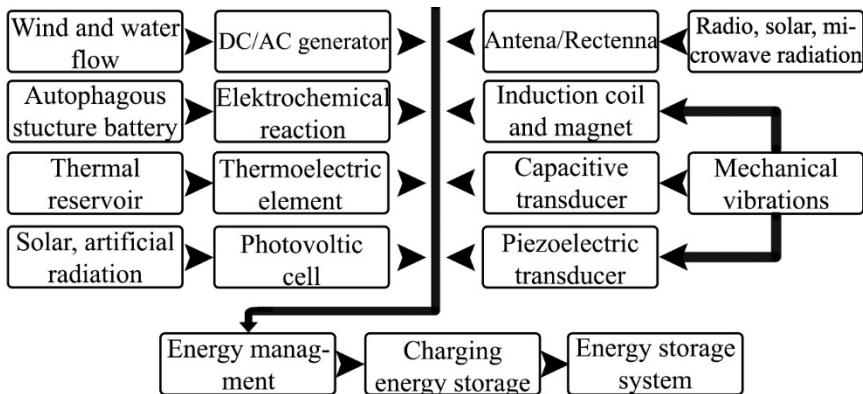 Wind and water
flow
DC/AC generator
Antena/Rectenna
Radio, solar, mi-
crowave radiation
Autophagous
stucture battery
Elektrochemical
reaction
Induction coil
and magnet
Thermal
reservoir
Thermoelectric
element
Capacitive
transducer
Mechanical
vibrations
Solar, artificial
radiation
Photovoltic
cell
Piezoelectric
transducer
Energy manag-
ment
Charging
energy storage
Energy storage
system